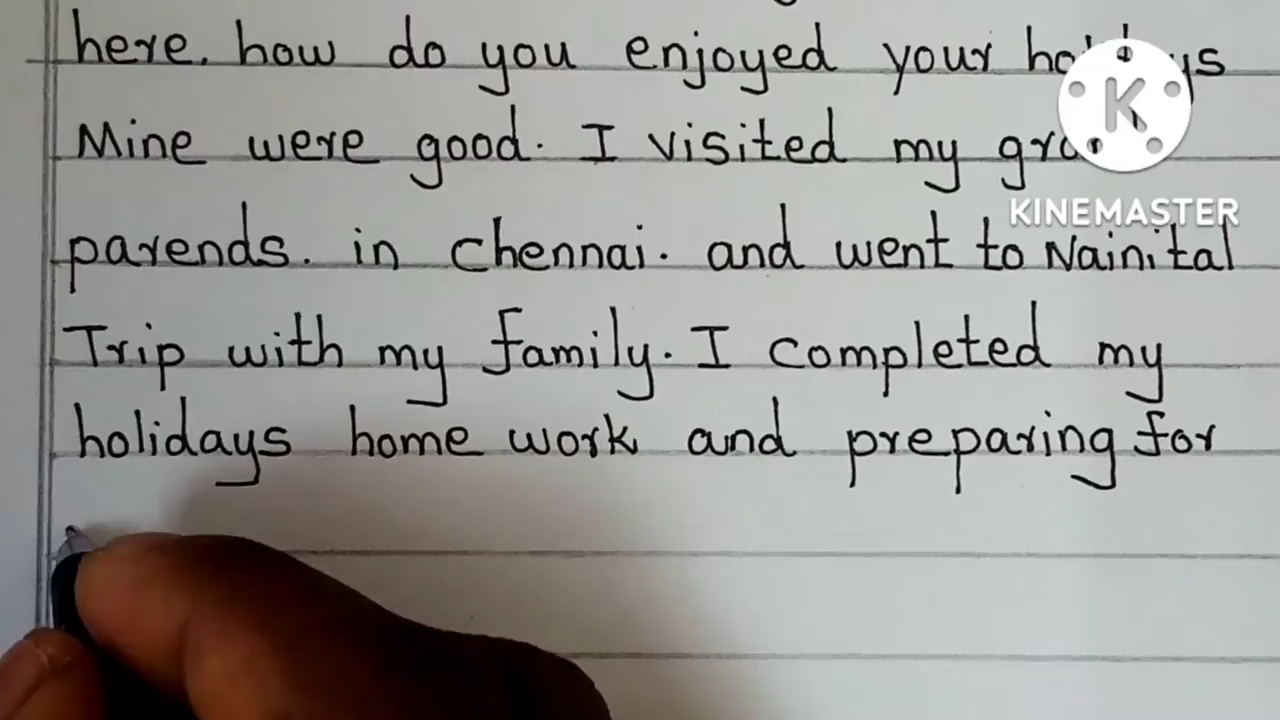 here. how do you enjoyed your
Mine were good. I visited my
parends. in Chennai. and went to Nainital
Trip with my family. I completed my
holidays home work and preparing for
KINEMASTER